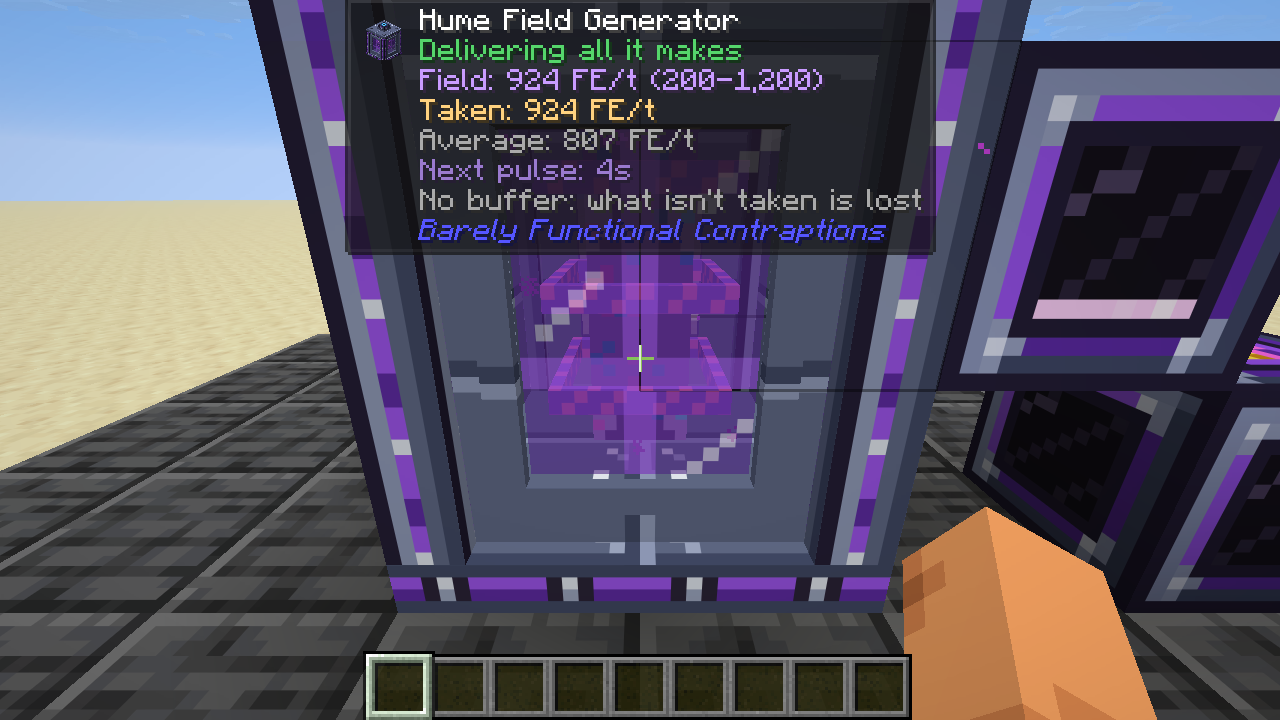 Hume Field Generator
Delivering all it makes
Field: 924 FE/t (200-1,200)
Taken: 924 FE/t
Average: 807 FE/t
Next pulse: 4s
No buffer: what isn't taken is lost
Barely Functional Contraptions